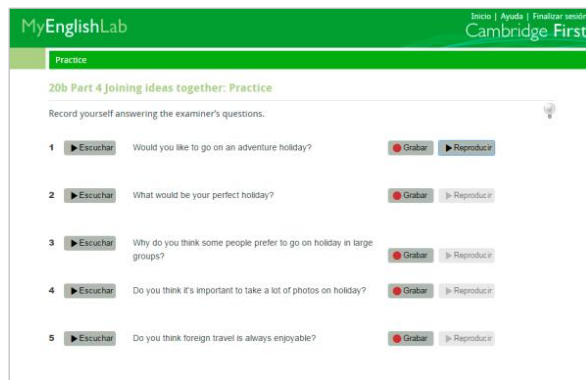 MyEnglishLab
Inicio | Ayuda | Finalizar sesión
Cambridge First
Practice
20b Part 4 Joining ideas together: Practice
Record yourself answering the examiner's questions.
1 Escuchar Would you like to go on an adventure holiday? Grabar Reproducir
2 Escuchar What would be your perfect holiday? Grabar Reproducir
3 Escuchar Why do you think some people prefer to go on holiday in large
groups? Grabar Reproducir
4 Escuchar Do you think it's important to take a lot of photos on holiday? Grabar Reproducir
5 Escuchar Do you think foreign travel is always enjoyable? Grabar Reproducir